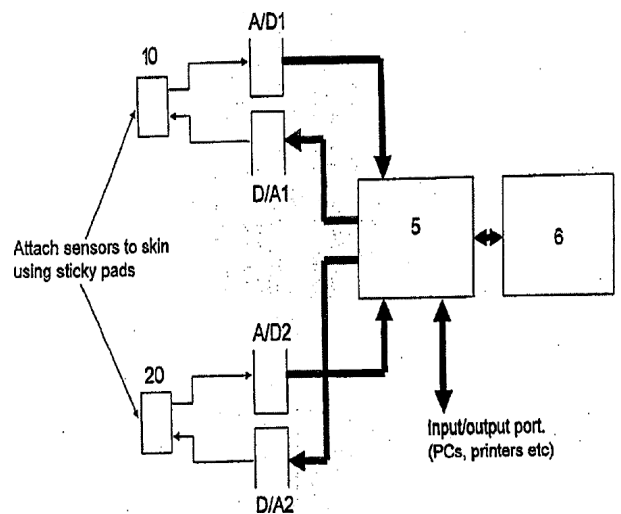 A/D1
10
D/A1
5
6
Attach sensors to skin
using sticky pads
A/D2
20
Input/output port.
(PCs, printers etc)
D/A2